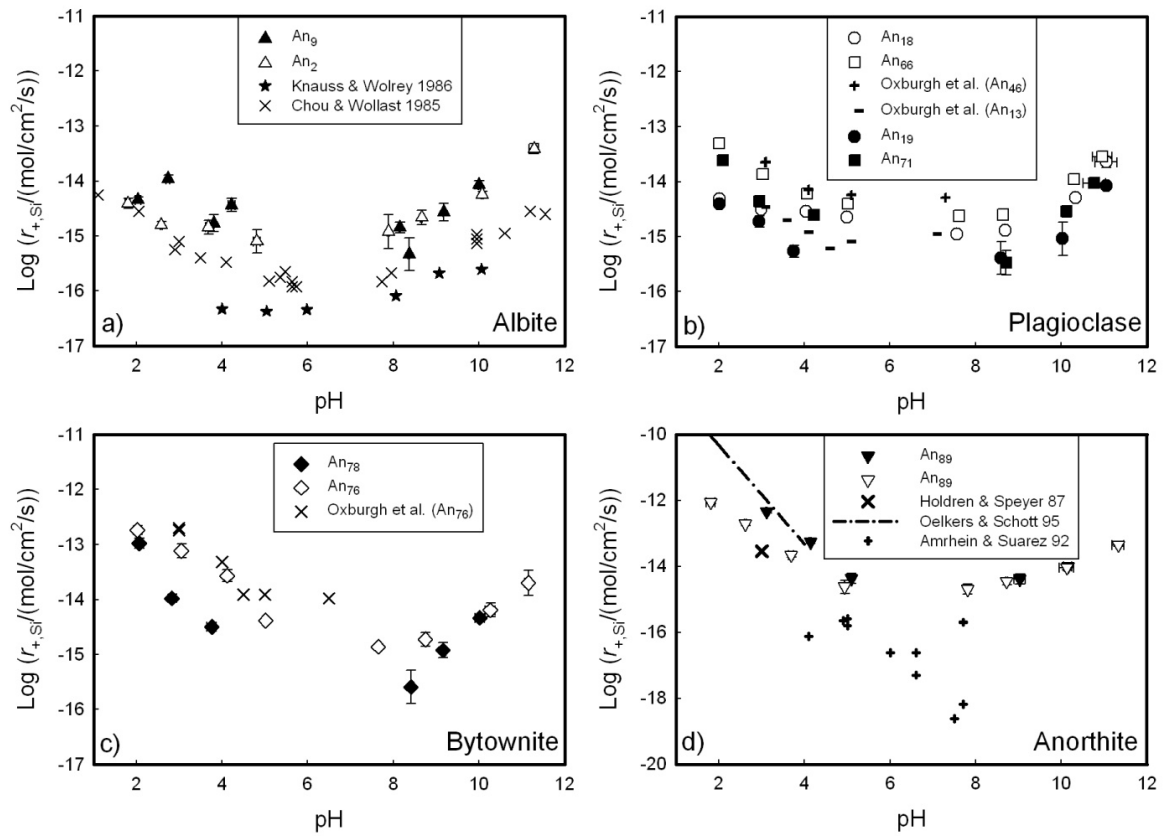 -11
-12
-13
-14
-15
-16
-17
Log (r+,Si/(mol/cm²/s))
An9
An2
Knauss & Wolrey 1986
Chou & Wollast 1985
a)
Albite
2 4 6 8 10 12
pH
-11
-12
-13
-14
-15
-16
-17
Log (r+,Si/(mol/cm²/s))
An18
An66
Oxburgh et al. (An46)
Oxburgh et al. (An13)
An19
An71
b)
Plagioclase
2 4 6 8 10 12
pH
-11
-12
-13
-14
-15
-16
-17
Log (r+,Si/(mol/cm²/s))
An78
An76
Oxburgh et al. (An76)
c)
Bytownite
2 4 6 8 10 12
pH
-10
-12
-14
-16
-18
-20
Log (r+,Si/(mol/cm²/s))
An89
An89
Holdren & Speyer 87
Oelkers & Schott 95
Amrhein & Suarez 92
d)
Anorthite
2 4 6 8 10 12
pH